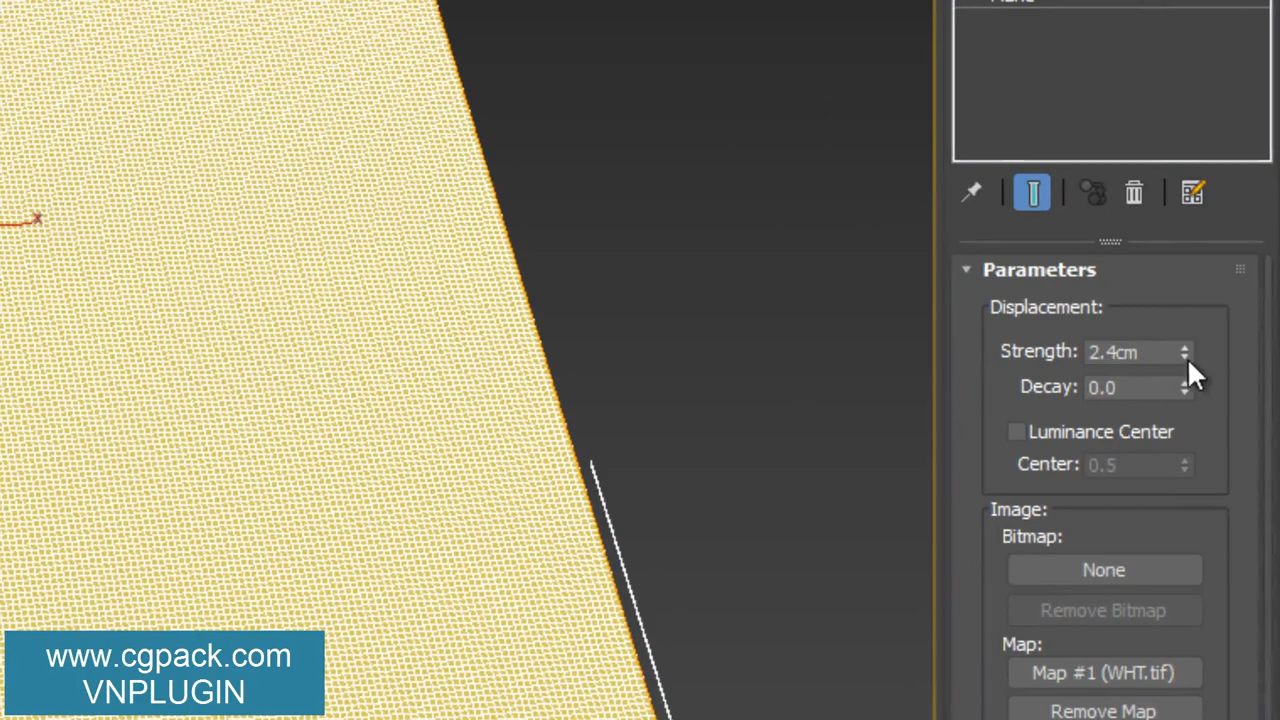 x
Parameters
Displacement:
Strength: 2.4cm
Decay: 0.0
Luminance Center
Center: 0.5
Image:
Bitmap:
None
Remove Bitmap
Map:
Map #1 (WHT.tif)
Remove Map
www.cgpack.com
VNPLUGIN